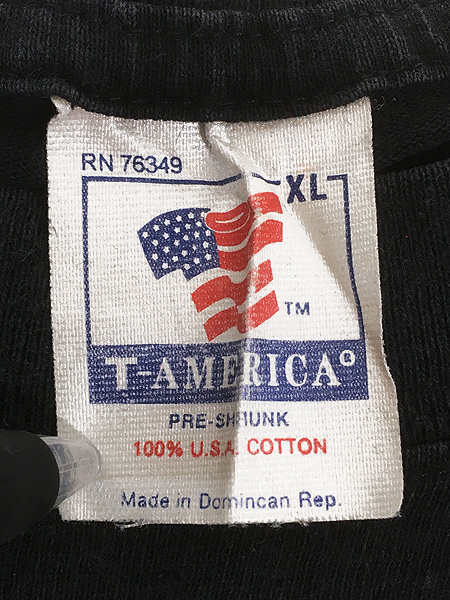 RN 76349
XL
TM
T-AMERICA®
PRE-SHRUNK
100% U.S.A. COTTON
Made in Domincan Rep.